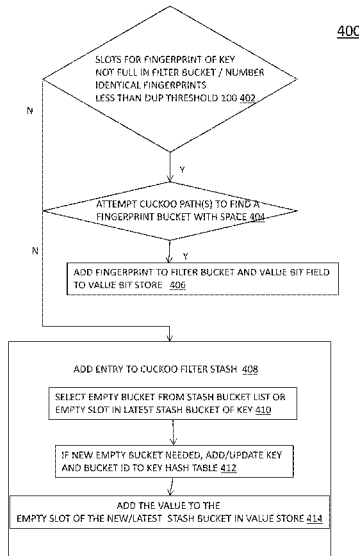 400
SLOTS FOR FINGERPRINT OF KEY
NOT FULL IN FILTER BUCKET / NUMBER
IDENTICAL FINGERPRINTS
LESS THAN DUP THRESHOLD 100 402
N
Y
ATTEMPT CUCKOO PATH(S) TO FIND A
FINGERPRINT BUCKET WITH SPACE 404
N
Y
ADD FINGERPRINT TO FILTER BUCKET AND VALUE BIT FIELD
TO VALUE BIT STORE 406
ADD ENTRY TO CUCKOO FILTER STASH 408
SELECT EMPTY BUCKET FROM STASH BUCKET LIST OR
EMPTY SLOT IN LATEST STASH BUCKET OF KEY 410
IF NEW EMPTY BUCKET NEEDED, ADD/UPDATE KEY
AND BUCKET ID TO KEY HASH TABLE 412
ADD THE VALUE TO THE
EMPTY SLOT OF THE NEW/LATEST STASH BUCKET IN VALUE STORE 414